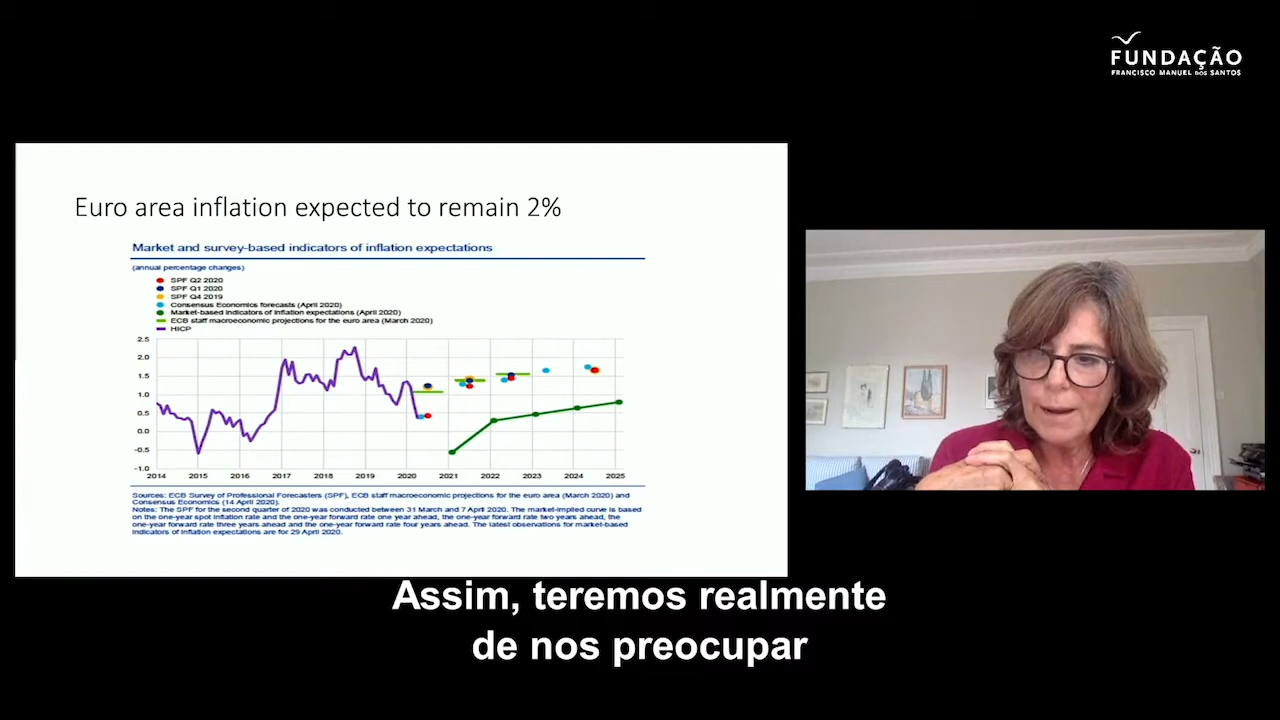 FUNDAÇÃO
FRANCISCO MANUEL DOS SANTOS
Euro area inflation expected to remain 2%
Market and survey-based indicators of inflation expectations
(annual percentage changes)
SPF Q2 2020
SPF Q1 2020
SPF Q4 2019
Consensus Economics forecasts (April 2020)
Market-based indicators of inflation expectations (April 2020)
ECB staff macroeconomic projections for the euro area (March 2020)
HICP
2.5
2.0
1.5
1.0
0.5
0.0
-0.5
-1.0
2014 2015 2016 2017 2018 2019 2020 2021 2022 2023 2024 2025
Sources: ECB Survey of Professional Forecasters (SPF), ECB staff macroeconomic projections for the euro area (March 2020) and
Consensus Economics (14 April 2020).
Notes: The SPF for the second quarter of 2020 was conducted between 31 March and 7 April 2020. The market-implied curve is based
on the one-year spot inflation rate and the one-year forward rate one year ahead, the one-year forward rate two years ahead, the
one-year forward rate three years ahead and the one-year forward rate four years ahead. The latest observations for market-based
indicators of inflation expectations are for 29 April 2020.
Assim, teremos realmente
de nos preocupar